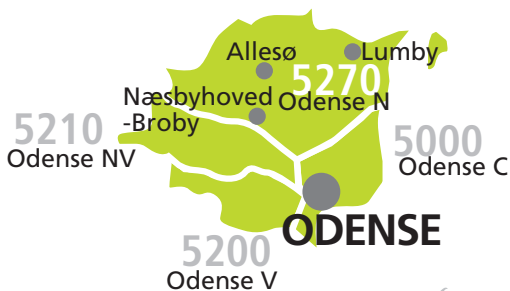 Allesø
Lumby
5270
Odense N
Næsbyhoved
-Broby
5210
Odense NV
5000
Odense C
ODENSE
5200
Odense V